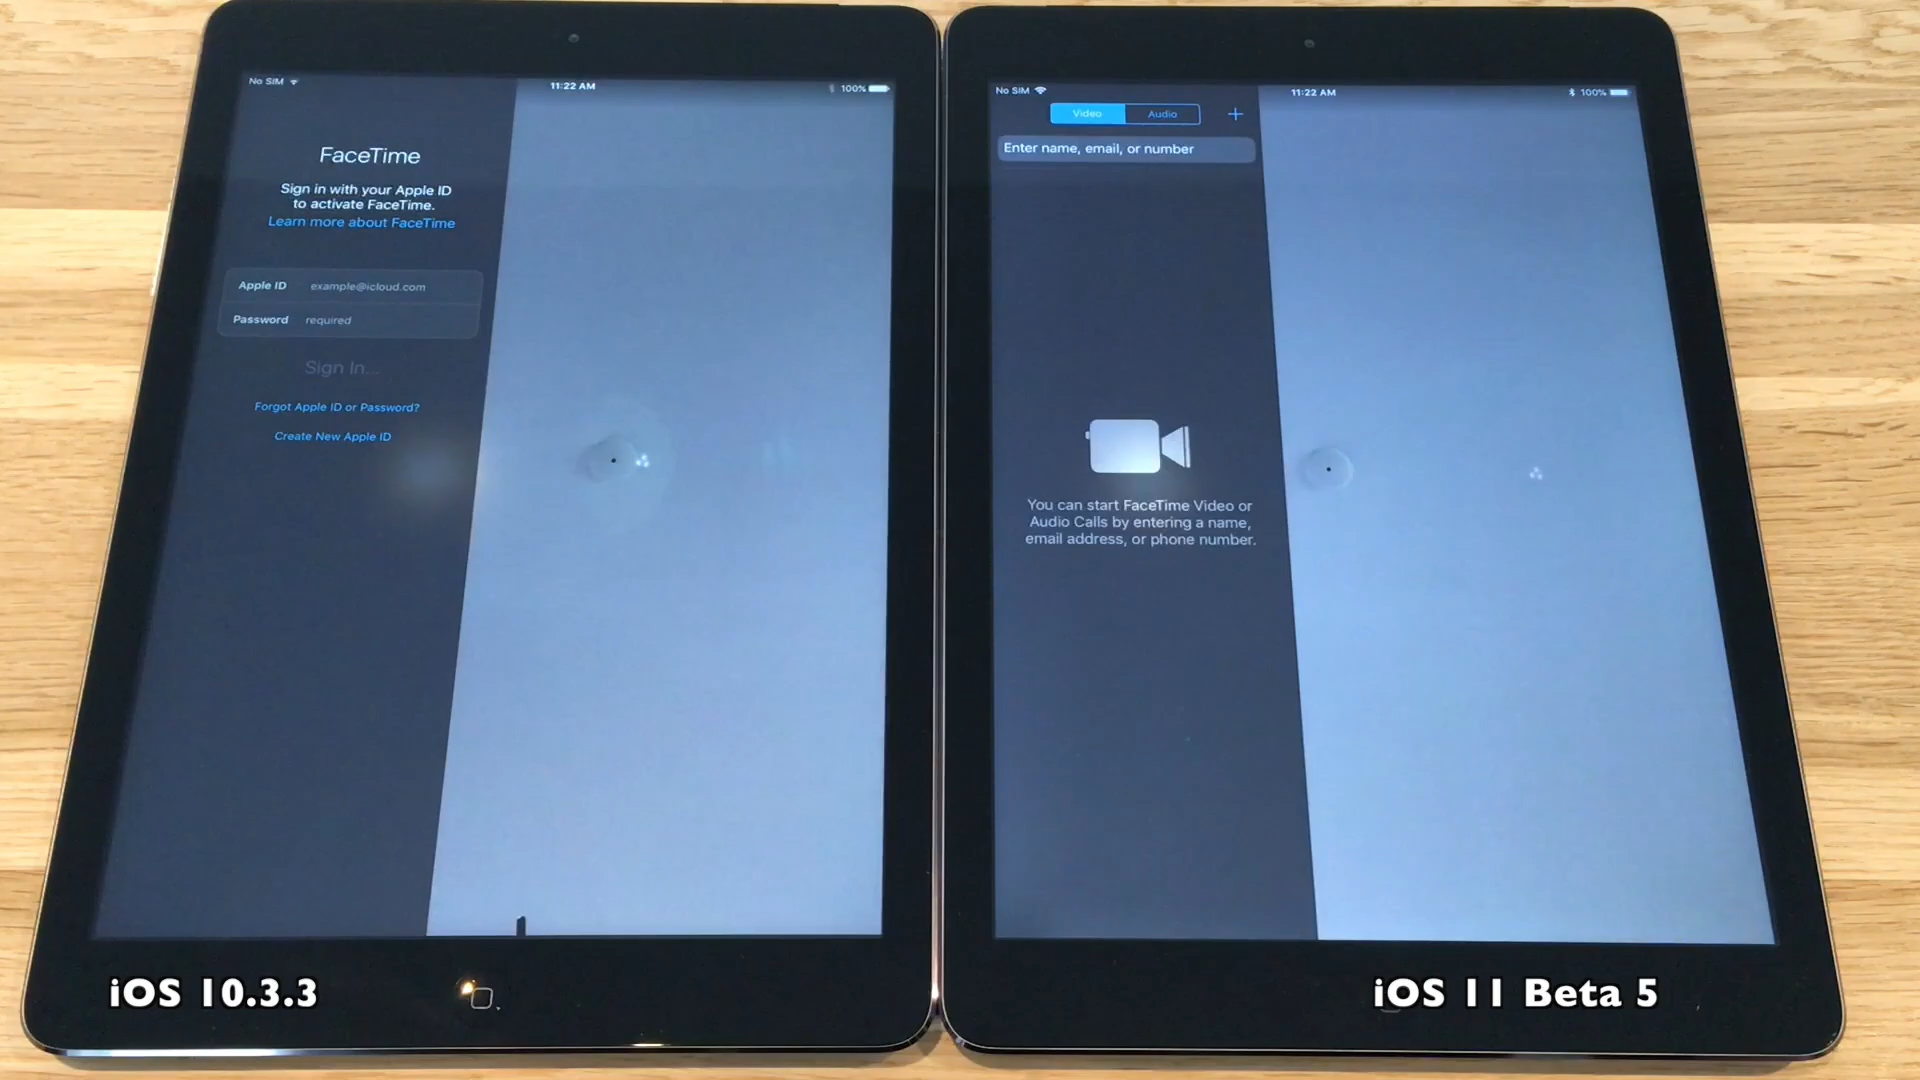 No SIM
11:22 AM
100%
FaceTime
Sign in with your Apple ID
to activate FaceTime.
Learn more about FaceTime
Apple ID example@icloud.com
Password required
Sign In...
Forgot Apple ID or Password?
Create New Apple ID
iOS 10.3.3
No SIM
11:22 AM
100%
Video Audio +
Enter name, email, or number
You can start FaceTime Video or
Audio Calls by entering a name,
email address, or phone number.
iOS 11 Beta 5